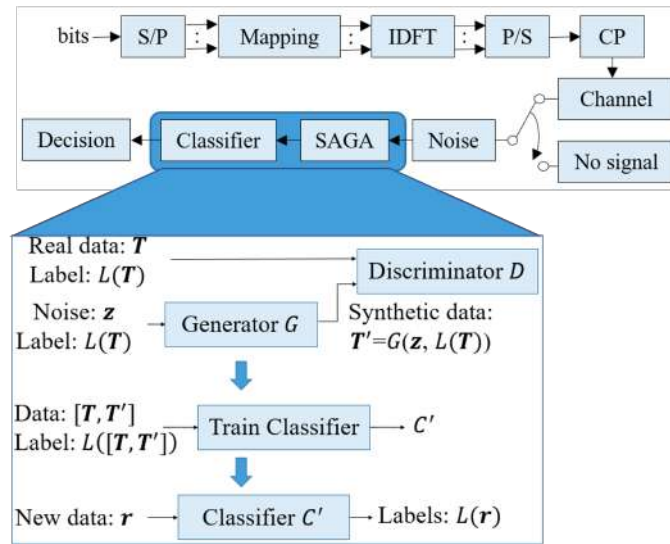 bits S/P : Mapping : IDFT : P/S CP
Channel
Decision Classifier SAGA Noise
No signal
Real data: T
Label: L(T)
Discriminator D
Noise: z
Label: L(T)
Generator G
Synthetic data:
T'=G(z, L(T))
Data: [T, T']
Label: L([T, T'])
Train Classifier C'
New data: r Classifier C' Labels: L(r)